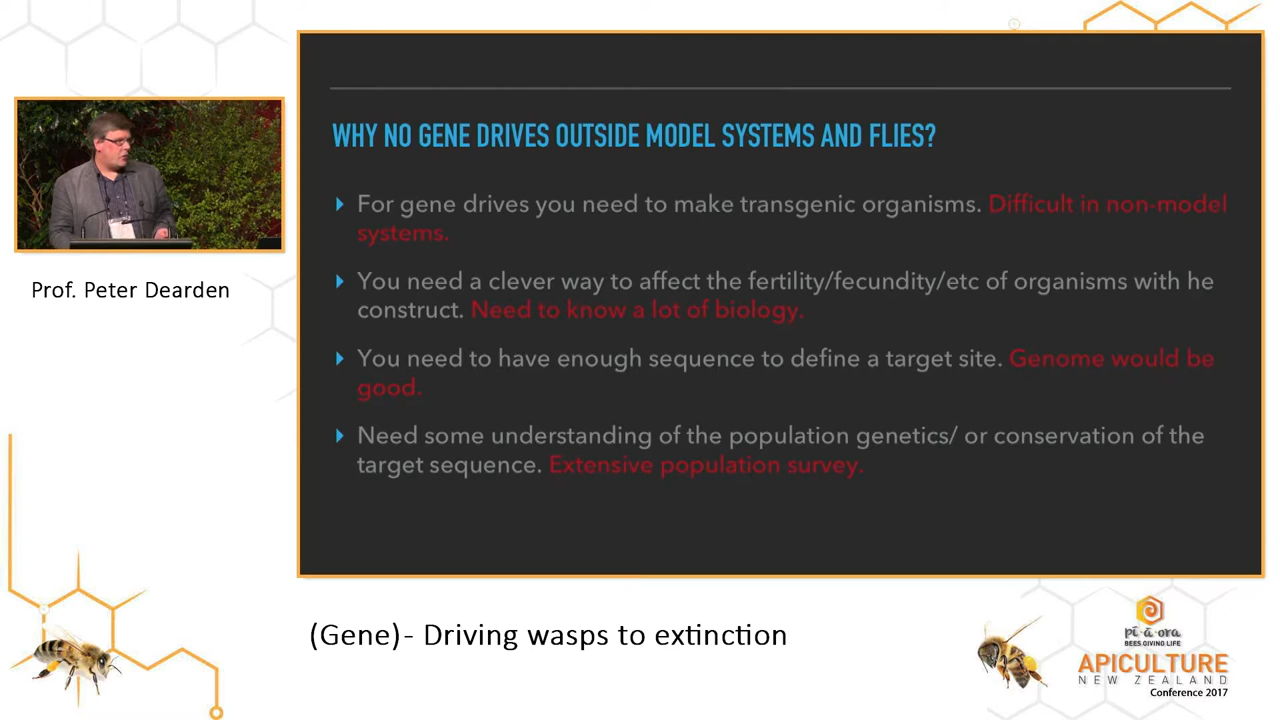 WHY NO GENE DRIVES OUTSIDE MODEL SYSTEMS AND FLIES?
For gene drives you need to make transgenic organisms. Difficult in non-model
systems.
You need a clever way to affect the fertility/fecundity/etc of organisms with he
construct. Need to know a lot of biology.
You need to have enough sequence to define a target site. Genome would be
good.
Need some understanding of the population genetics/ or conservation of the
target sequence. Extensive population survey.
Prof. Peter Dearden
(Gene)- Driving wasps to extinction
pī-ā-ora
BEES GIVING LIFE
APICULTURE
NEW ZEALAND
Conference 2017